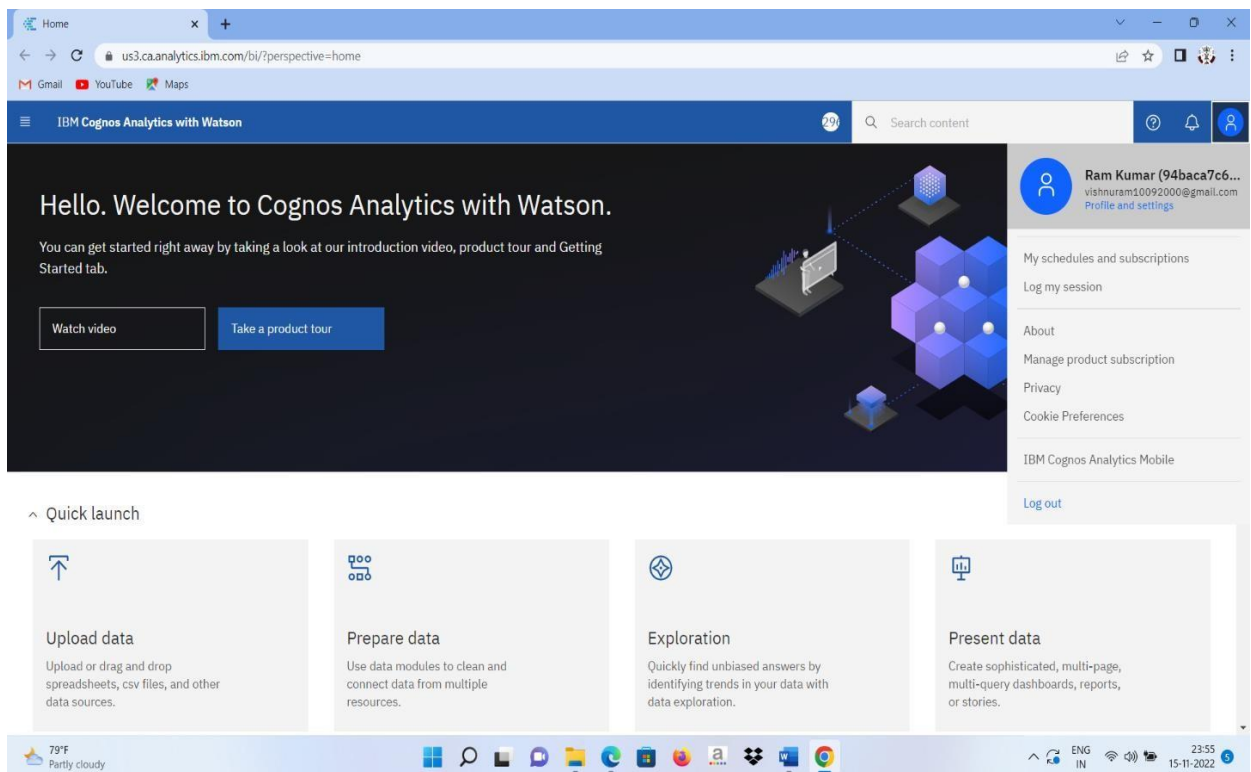 Home
us3.ca.analytics.ibm.com/bi/?perspective=home
Gmail YouTube Maps
IBM Cognos Analytics with Watson
Search content
Hello. Welcome to Cognos Analytics with Watson.
You can get started right away by taking a look at our introduction video, product tour and Getting
Started tab.
Watch video
Take a product tour
Ram Kumar (94baca7c6...
vishnuram10092000@gmail.com
Profile and settings
My schedules and subscriptions
Log my session
About
Manage product subscription
Privacy
Cookie Preferences
IBM Cognos Analytics Mobile
Log out
Quick launch
Upload data
Upload or drag and drop
spreadsheets, csv files, and other
data sources.
Prepare data
Use data modules to clean and
connect data from multiple
resources.
Exploration
Quickly find unbiased answers by
identifying trends in your data with
data exploration.
Present data
Create sophisticated, multi-page,
multi-query dashboards, reports,
or stories.
79°F
Partly cloudy
ENG
IN
23:55
15-11-2022
5